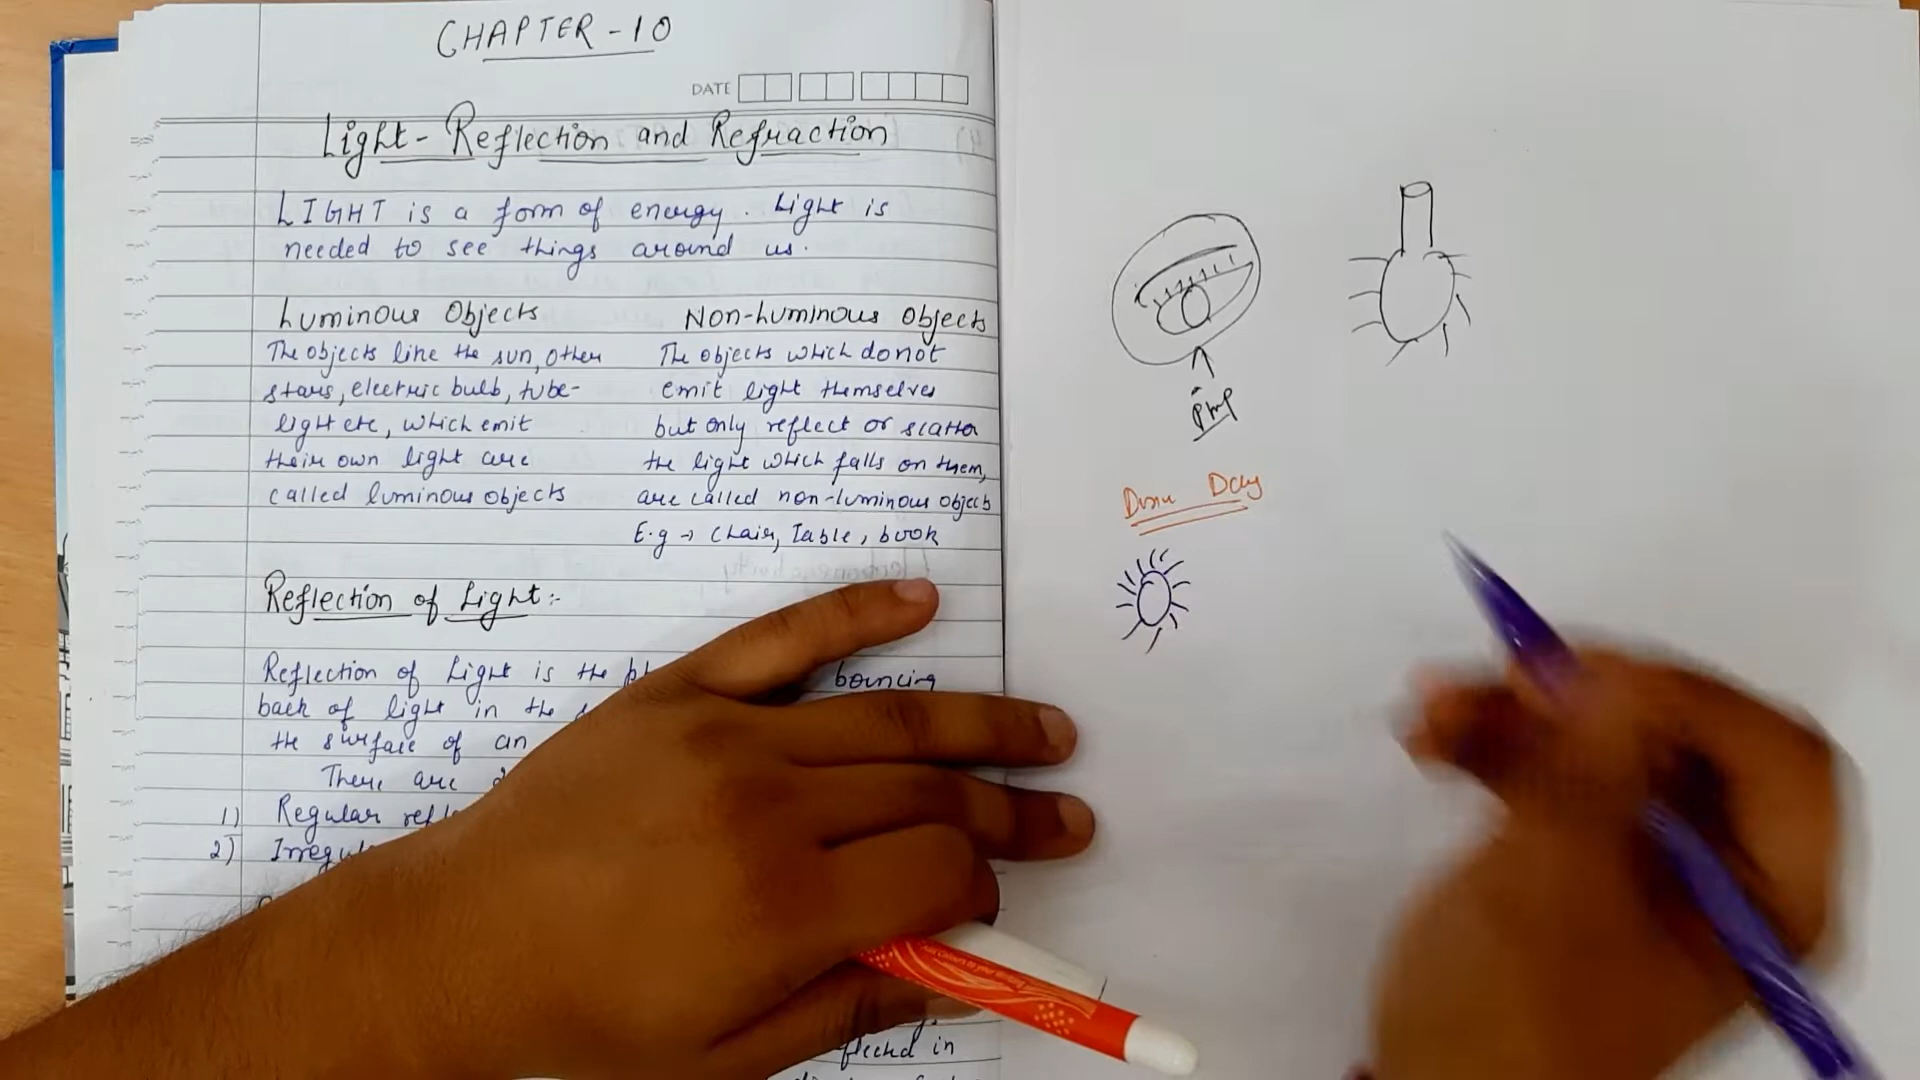 CHAPTER - 10
DATE
Light - Reflection and Refraction
LIGHT is a form of energy. Light is
needed to see things around us.
Luminous Objects
The objects like the sun, other
stars, electric bulb, tube-
light etc, which emit
their own light are
called luminous objects
Non-Luminous Objects
The objects which do not
emit light themselves
but only reflect or scatter
the light which falls on them,
are called non-luminous objects
E.g → Chair, Table, book
Reflection of Light:-
Reflection of Light is the bouncing
back of light in the
the surface of an
There are
1) Regular
2)
in
Day